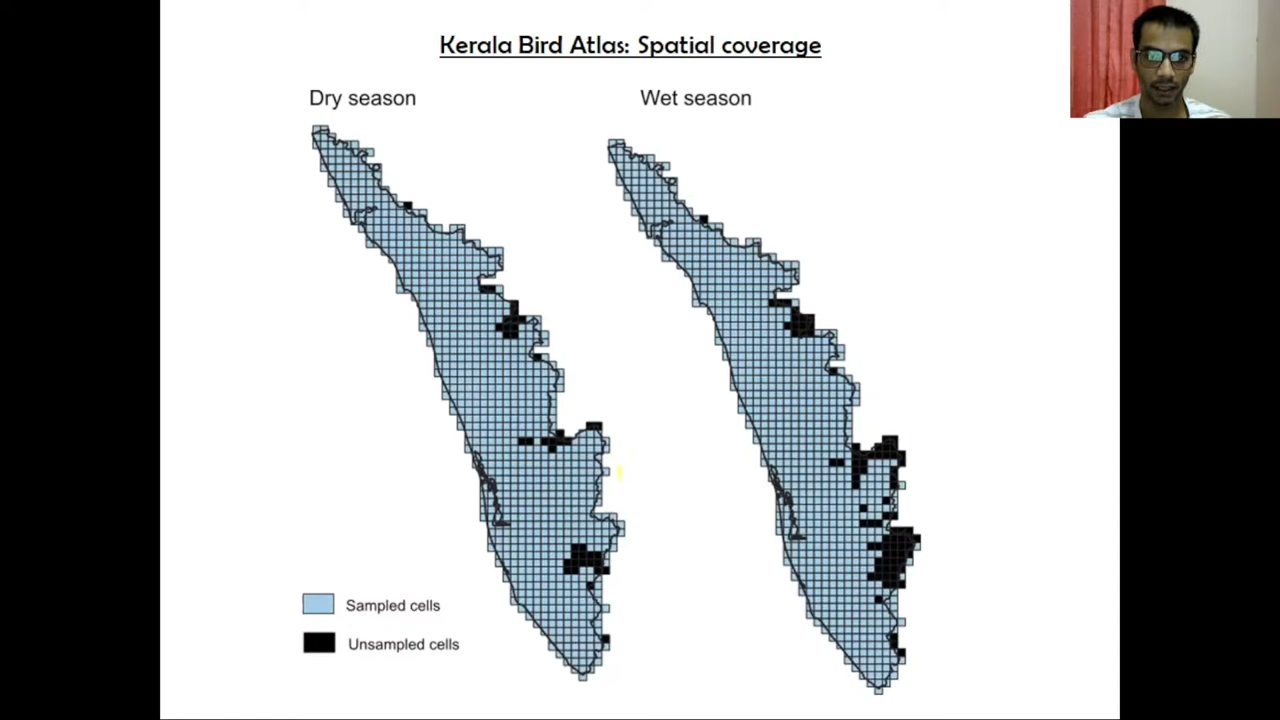 Kerala Bird Atlas: Spatial coverage
Dry season
Wet season
Sampled cells
Unsampled cells